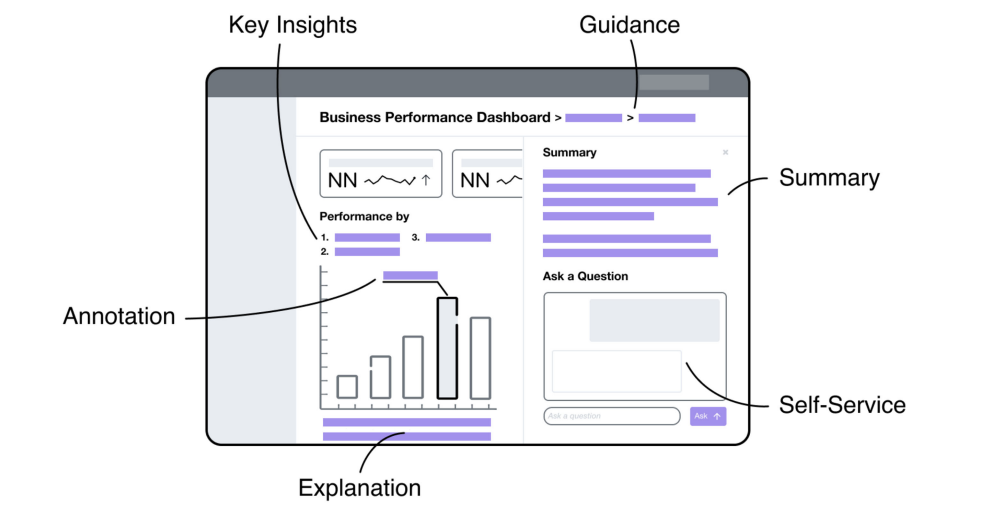 Key Insights
Guidance
Business Performance Dashboard > >
Summary
×
NN ↑
NN
Summary
Performance by
1. 3.
2.
Ask a Question
Annotation
Self-Service
Ask a question
Ask ↑
Explanation